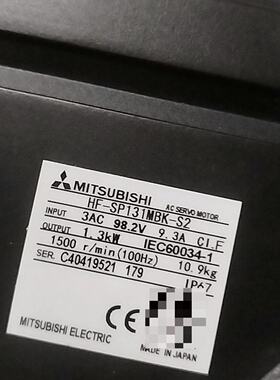 MITSUBISHI AC SERVO MOTOR
HF-SP131MBK-S2
INPUT 3AC 98.2V 9.3A CI.F
OUTPUT 1.3kW IEC60034-1
1500 r/min(100Hz) 10.9kg
SER. C40419521 179 IP67
MITSUBISHI ELECTRIC
CE
MADE IN JAPAN